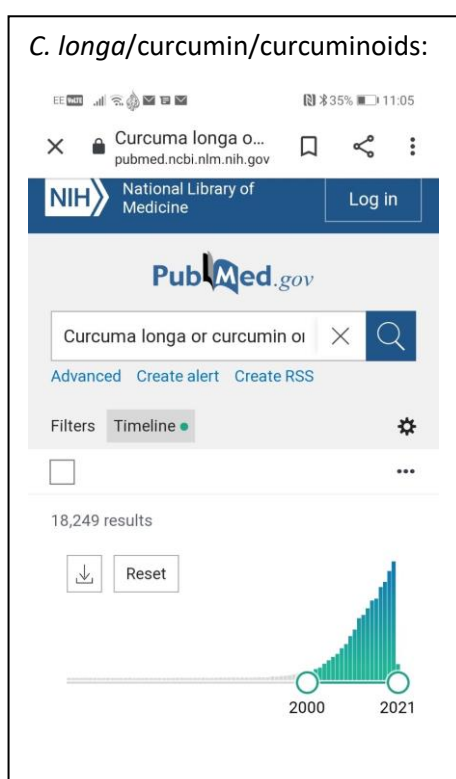 C. longa/curcumin/curcuminoids:
EE 35% 11:05
Curcuma longa o...
pubmed.ncbi.nlm.nih.gov
NIH National Library of
Medicine
Log in
PubMed.gov
Curcuma longa or curcumin or
Advanced Create alert Create RSS
Filters Timeline
18,249 results
Reset
2000 2021